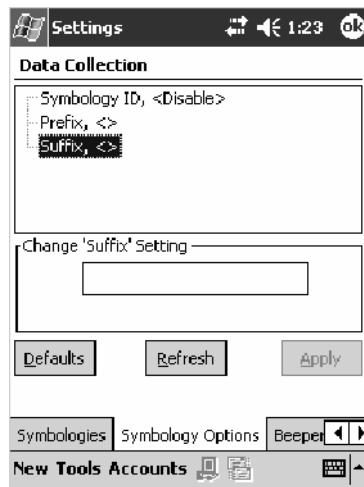 Settings 1:23 ok
Data Collection
Symbology ID, <Disable>
Prefix, <>
Suffix, <>
Change 'Suffix' Setting
Defaults Refresh Apply
Symbologies Symbology Options Beeper
New Tools Accounts